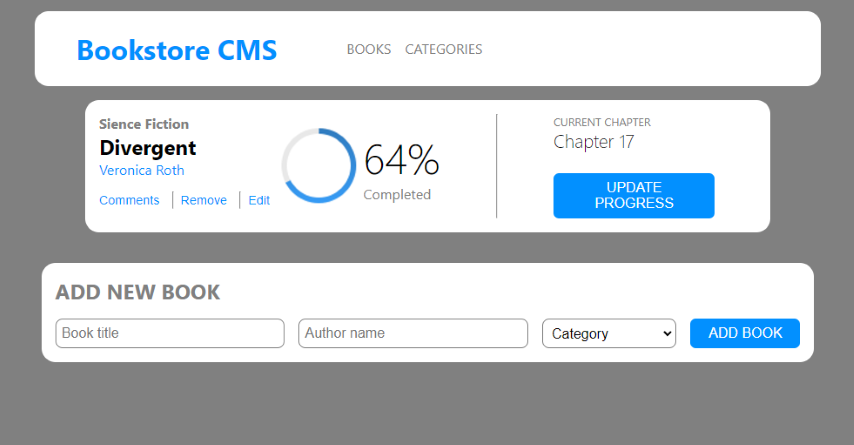 Bookstore CMS
BOOKS CATEGORIES
Sience Fiction
Divergent
Veronica Roth
Comments Remove Edit
64%
Completed
CURRENT CHAPTER
Chapter 17
UPDATE
PROGRESS
ADD NEW BOOK
Book title
Author name
Category
ADD BOOK